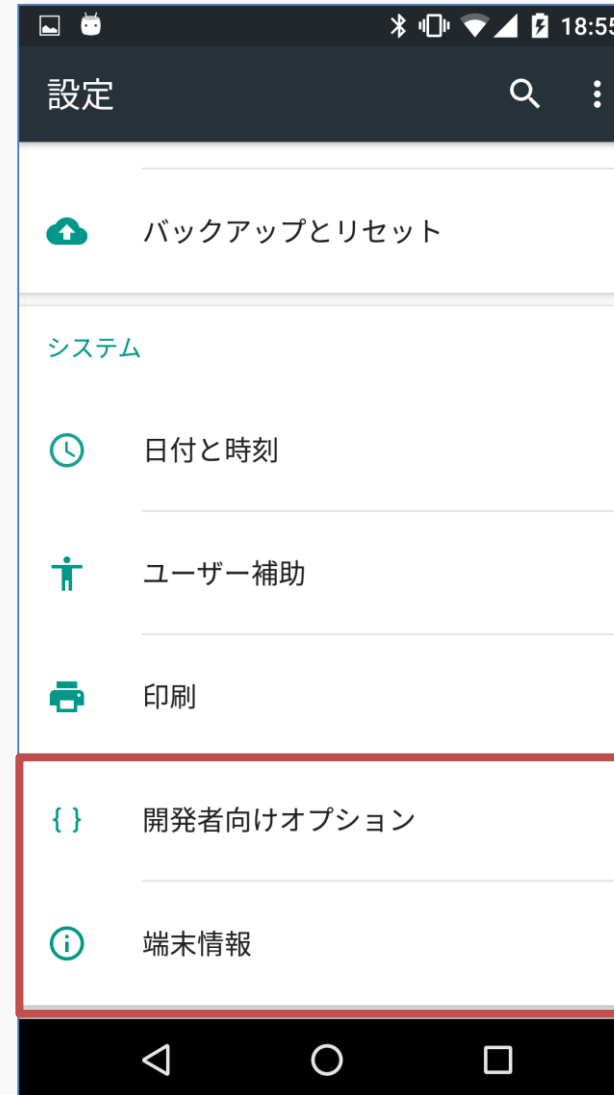 18:55
設定
バックアップとリセット
システム
日付と時刻
ユーザー補助
印刷
{ } 開発者向けオプション
端末情報